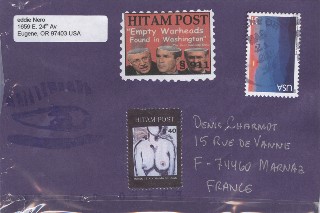 eddie Nero
1959 E. 24th Av
Eugene, OR 97403 USA
HITAM POST
"Empty Warheads
Found in Washington"
USA
HITAM POST
40
DENIS CHARMOT
15 RUE DE VANNE
F-74460 MARNAZ
FRANCE